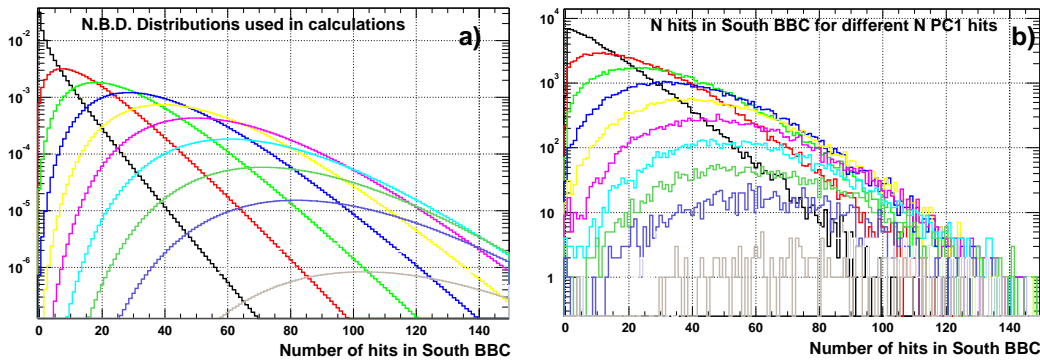 N.B.D. Distributions used in calculations
a)
10^-2
10^-3
10^-4
10^-5
10^-6
0 20 40 60 80 100 120 140
Number of hits in South BBC
N hits in South BBC for different N PC1 hits
b)
10^4
10^3
10^2
10
1
0 20 40 60 80 100 120 140
Number of hits in South BBC